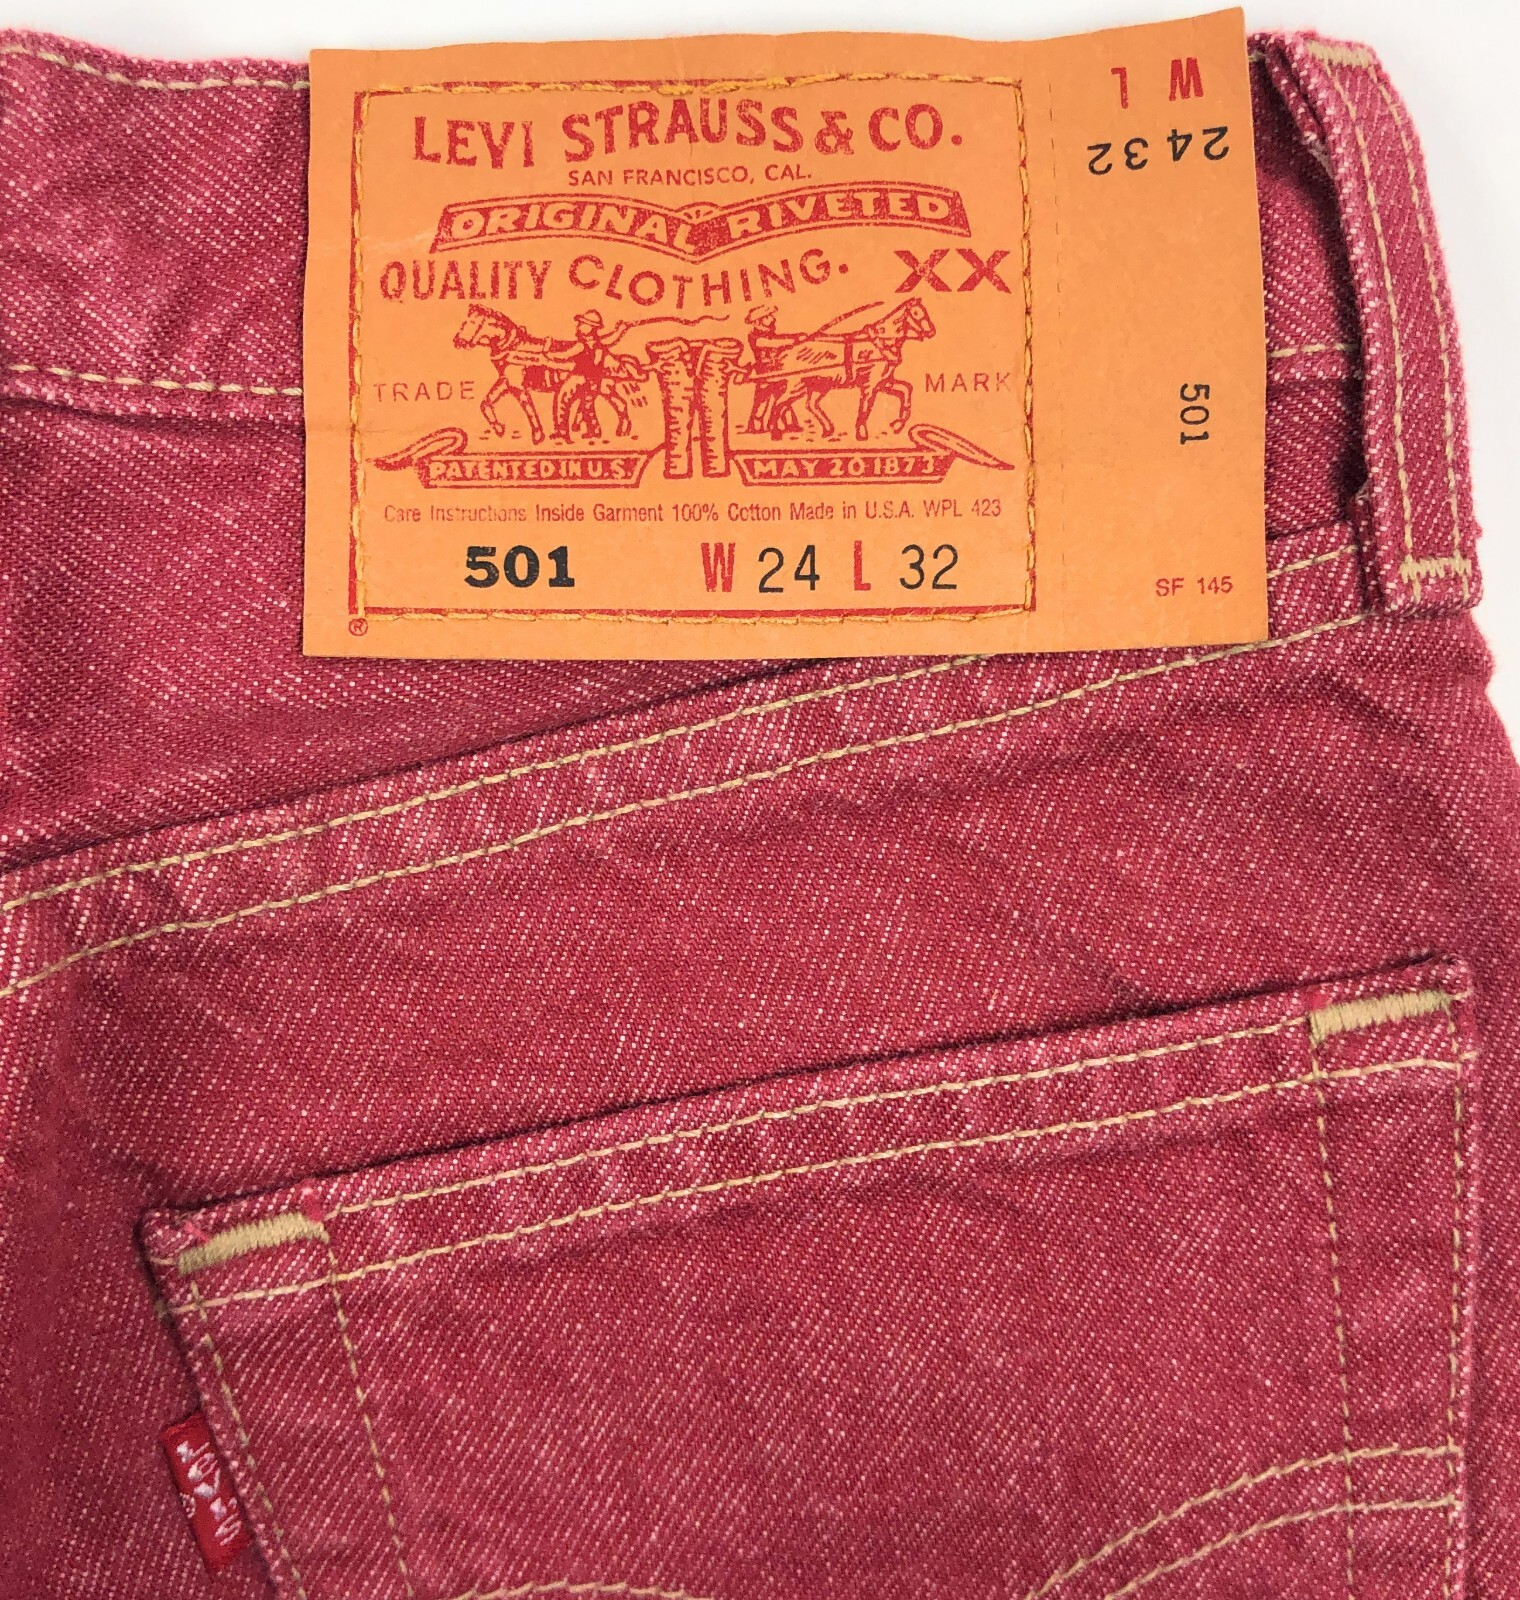 LEVI STRAUSS & CO.
SAN FRANCISCO, CAL.
ORIGINAL RIVETED
QUALITY CLOTHING. XX
TRADE MARK
PATENTED IN U.S. MAY 20 1873
Care Instructions Inside Garment 100% Cotton Made in U.S.A. WPL 423
501 W 24 L 32
®
W L
24 32
501
SF 145
LEVI'S